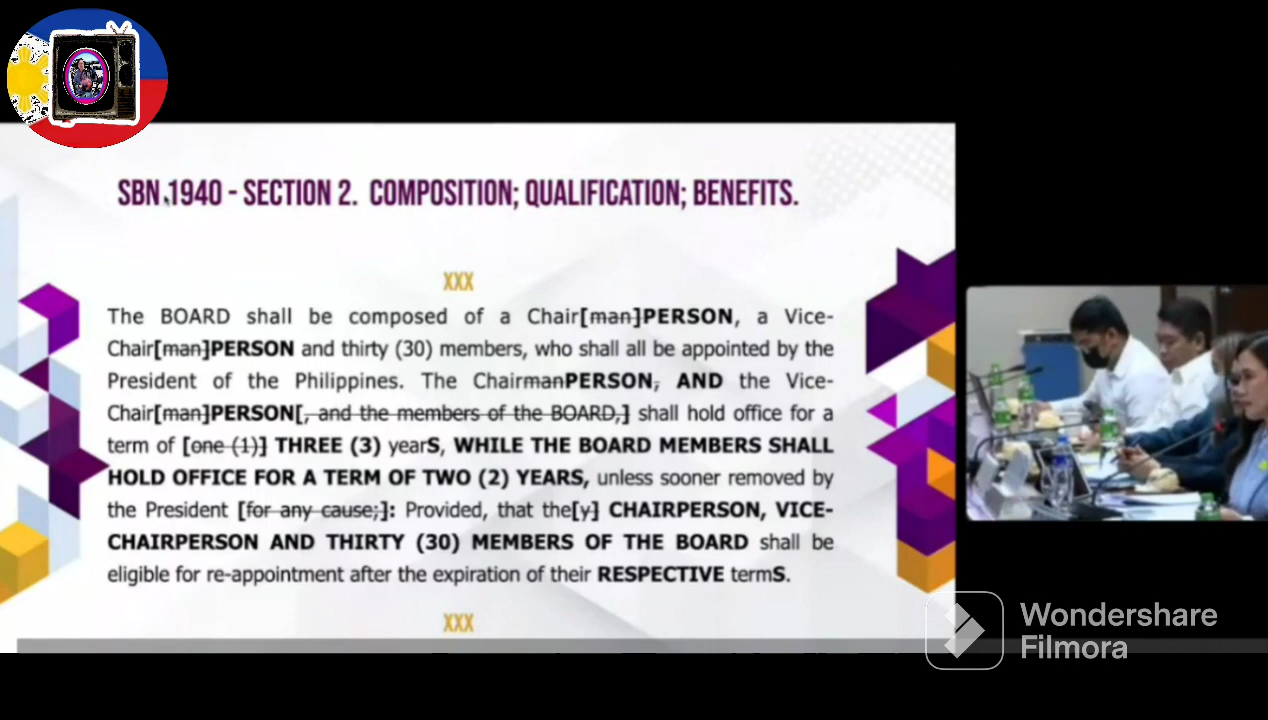 SBN 1940 - SECTION 2. COMPOSITION; QUALIFICATION; BENEFITS.
XXX
The BOARD shall be composed of a Chair[man]PERSON, a Vice-
Chair[man]PERSON and thirty (30) members, who shall all be appointed by the
President of the Philippines. The ChairmanPERSON, AND the Vice-
Chair[man]PERSON[, and the members of the BOARD,] shall hold office for a
term of [one (1)] THREE (3) yearS, WHILE THE BOARD MEMBERS SHALL
HOLD OFFICE FOR A TERM OF TWO (2) YEARS, unless sooner removed by
the President [for any cause;]: Provided, that the[y] CHAIRPERSON, VICE-
CHAIRPERSON AND THIRTY (30) MEMBERS OF THE BOARD shall be
eligible for re-appointment after the expiration of their RESPECTIVE termS.
XXX
Wondershare
Filmora